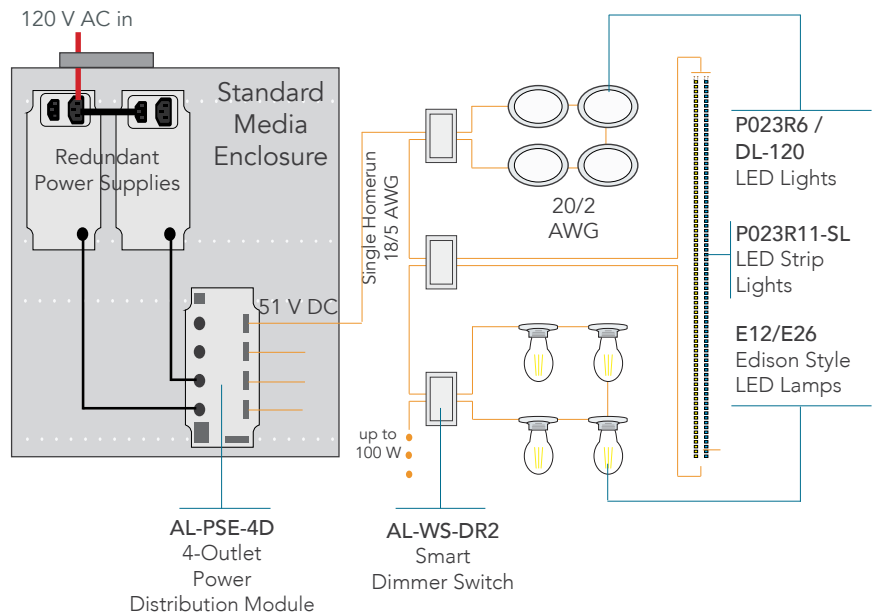 120 V AC in
Standard
Media
Enclosure
Redundant
Power Supplies
51 V DC
Single Homerun
18/5 AWG
20/2
AWG
up to
100 W
P023R6 /
DL-120
LED Lights
P023R11-SL
LED Strip
Lights
E12/E26
Edison Style
LED Lamps
AL-PSE-4D
4-Outlet
Power
Distribution Module
AL-WS-DR2
Smart
Dimmer Switch